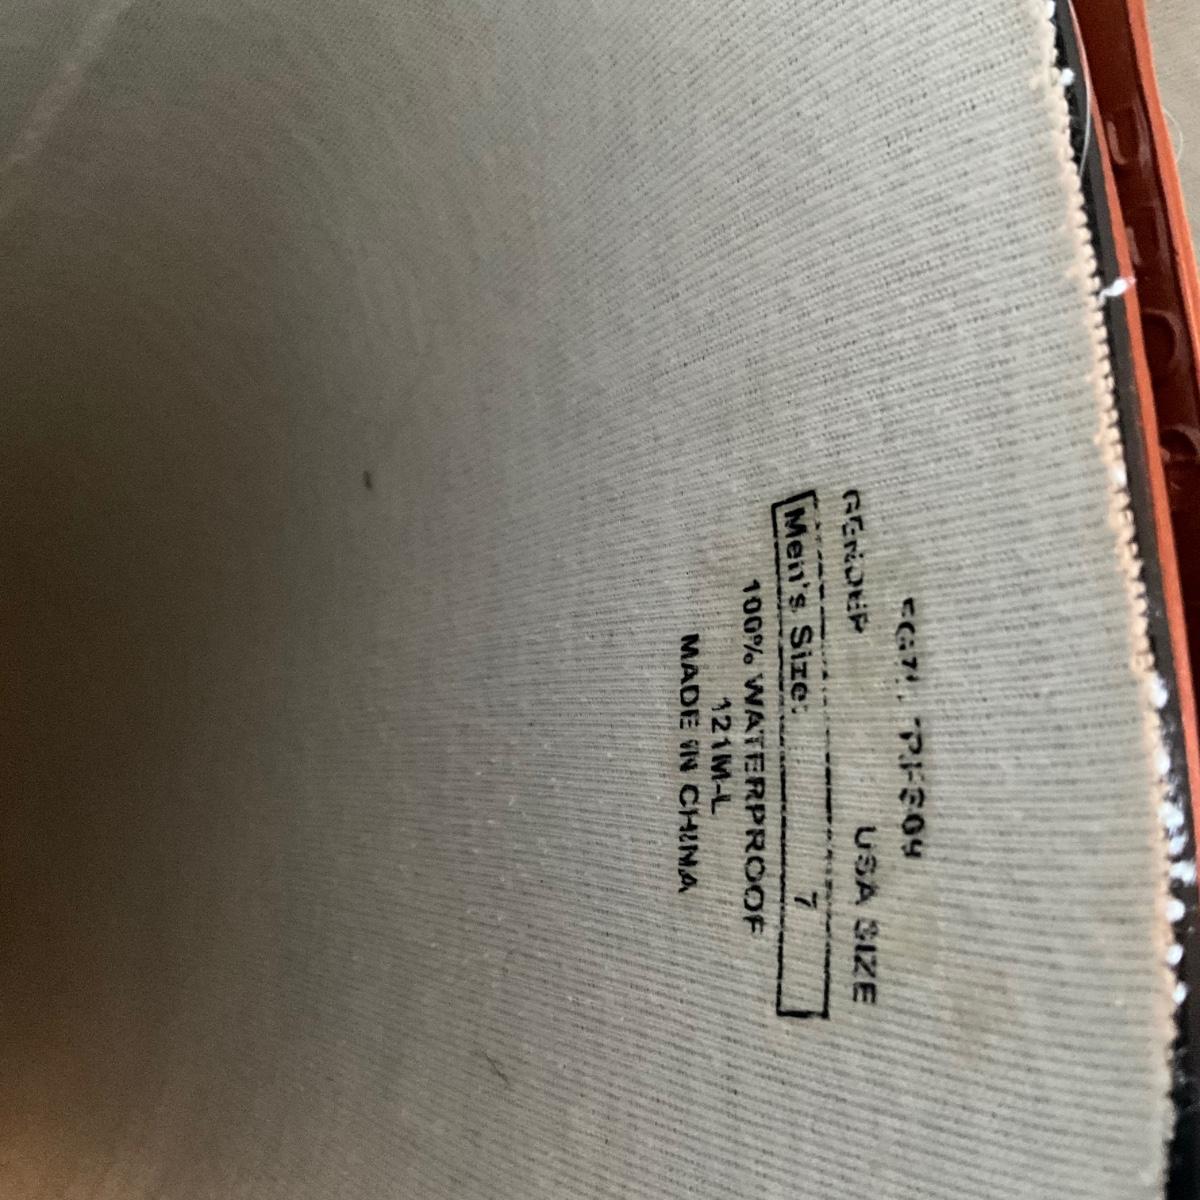 GENDER USA SIZE
Men's Size: 7
100% WATERPROOF
121M-L
MADE IN CHINA